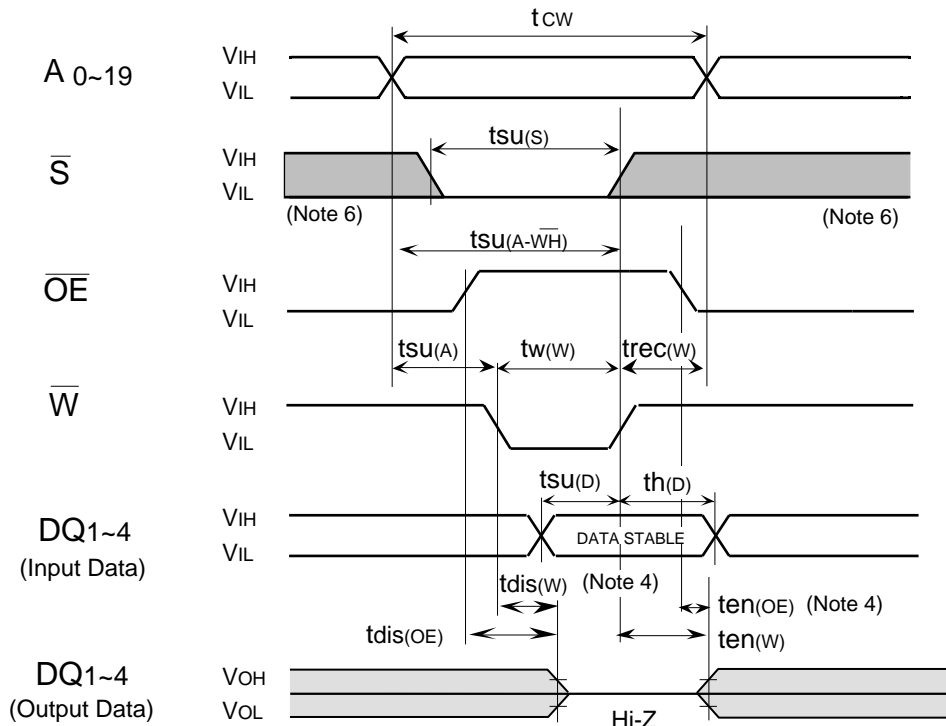 tCW
A 0~19
VIH
VIL
tsu(S)
S̅
VIH
VIL
(Note 6)
(Note 6)
tsu(A-W̅H̅)
O̅E̅
VIH
VIL
tsu(A)
tw(W)
trec(W)
W̅
VIH
VIL
tsu(D)
th(D)
DQ1~4
(Input Data)
VIH
VIL
DATA STABLE
tdis(W)
(Note 4)
ten(OE) (Note 4)
tdis(OE)
ten(W)
DQ1~4
(Output Data)
VOH
VOL
Hi-Z